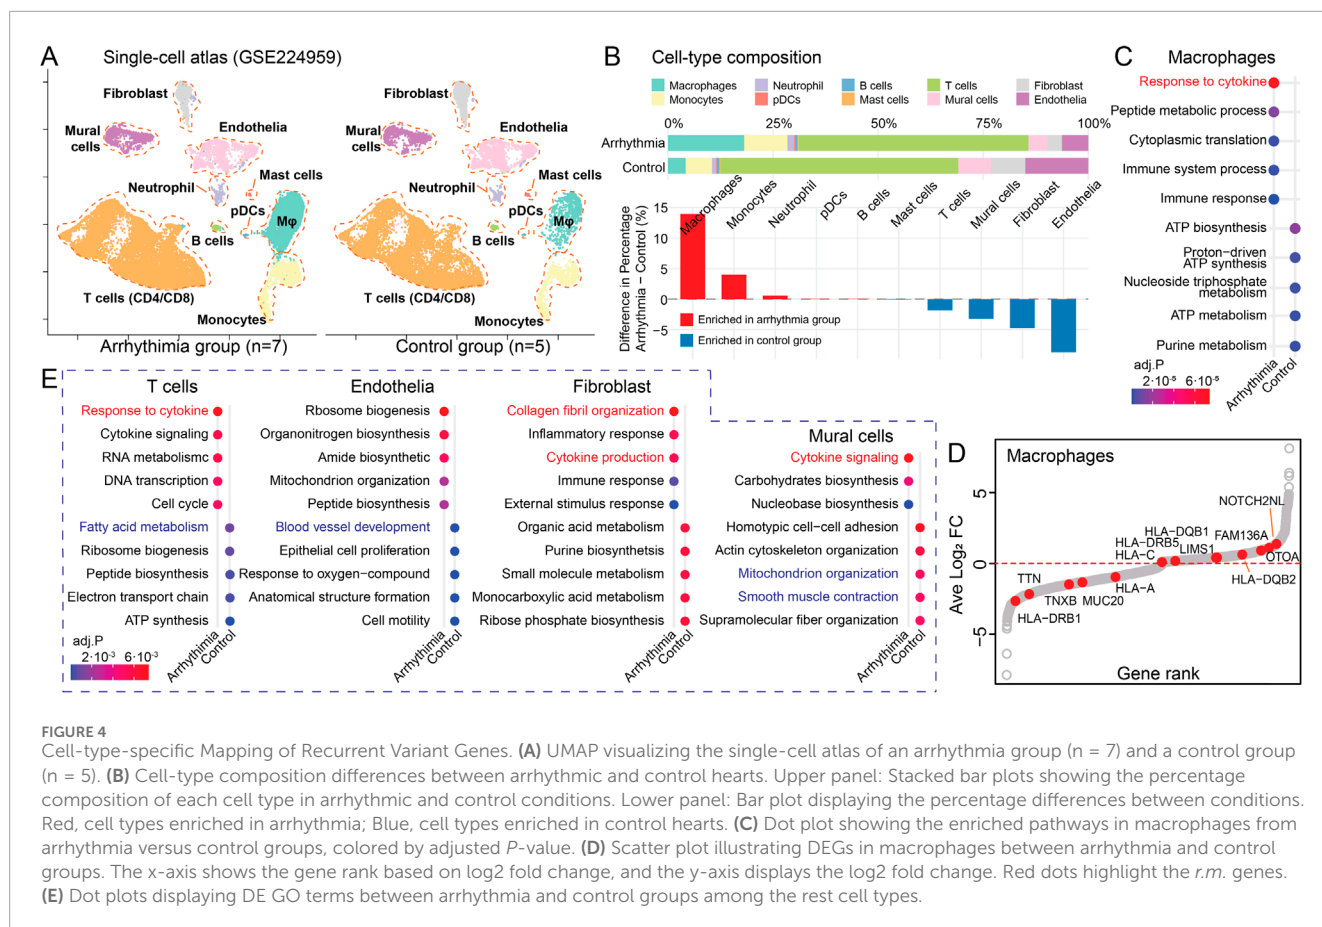 A
Single-cell atlas (GSE224959)
Fibroblast
Mural
cells
Endothelia
Neutrophil
Mast cells
pDCs
B cells
Mφ
T cells (CD4/CD8)
Monocytes
Arrhythimia group (n=7)
Fibroblast
Mural
cells
Endothelia
Neutrophil
Mast cells
pDCs
B cells
Mφ
T cells (CD4/CD8)
Monocytes
Control group (n=5)
B
Cell-type composition
Macrophages
Neutrophil
B cells
T cells
Fibroblast
Monocytes
pDCs
Mast cells
Mural cells
Endothelia
0% 25% 50% 75% 100%
Arrhythmia
Control
Macrophages
Monocytes
Neutrophil
pDCs
B cells
Mast cells
T cells
Mural cells
Fibroblast
Endothelia
Difference in Percentage
Arrhythmia − Control (%)
15
10
5
0
−5
Enriched in arrhythmia group
Enriched in control group
C
Macrophages
Response to cytokine
Peptide metabolic process
Cytoplasmic translation
Immune system process
Immune response
ATP biosynthesis
Proton-driven
ATP synthesis
Nucleoside triphosphate
metabolism
ATP metabolism
Purine metabolism
adj.P
2·10⁻⁵ 6·10⁻⁵
Arrhythimia
Control
E
T cells
Response to cytokine
Cytokine signaling
RNA metabolismc
DNA transcription
Cell cycle
Fatty acid metabolism
Ribosome biogenesis
Peptide biosynthesis
Electron transport chain
ATP synthesis
adj.P
2·10⁻³ 6·10⁻³
Arrhythimia
Control
Endothelia
Rbosome biogenesis
Organonitrogen biosynthesis
Amide biosynthetic
Mitochondrion organization
Peptide biosynthesis
Blood vessel development
Epithelial cell proliferation
Response to oxygen−compound
Anatomical structure formation
Cell motility
Arrhythimia
Control
Fibroblast
Collagen fibril organization
Inflammatory response
Cytokine production
Immune response
External stimulus response
Organic acid metabolism
Purine biosynthetsis
Small molecule metabolism
Monocarboxylic acid metabolism
Ribose phosphate biosynthesis
Arrhythimia
Control
Mural cells
Cytokine signaling
Carbohydrates biosynthesis
Nucleobase biosynthesis
Homotypic cell−cell adhesion
Actin cytoskeleton organization
Mitochondrion organization
Smooth muscle contraction
Supramolecular fiber organization
Arrhythimia
Control
D
Macrophages
Ave Log₂ FC
5
0
−5
NOTCH2NL
HLA−DQB1
HLA−DRB5
FAM136A
HLA−C
LIMS1
OTOA
TTN
HLA−DQB2
HLA−A
TNXB
MUC20
HLA−DRB1
Gene rank
FIGURE 4
Cell-type-specific Mapping of Recurrent Variant Genes. (A) UMAP visualizing the single-cell atlas of an arrhythmia group (n = 7) and a control group
(n = 5). (B) Cell-type composition differences between arrhythmic and control hearts. Upper panel: Stacked bar plots showing the percentage
composition of each cell type in arrhythmic and control conditions. Lower panel: Bar plot displaying the percentage differences between conditions.
Red, cell types enriched in arrhythmia; Blue, cell types enriched in control hearts. (C) Dot plot showing the enriched pathways in macrophages from
arrhythmia versus control groups, colored by adjusted P-value. (D) Scatter plot illustrating DEGs in macrophages between arrhythmia and control
groups. The x-axis shows the gene rank based on log2 fold change, and the y-axis displays the log2 fold change. Red dots highlight the r.m. genes.
(E) Dot plots displaying DE GO terms between arrhythmia and control groups among the rest cell types.